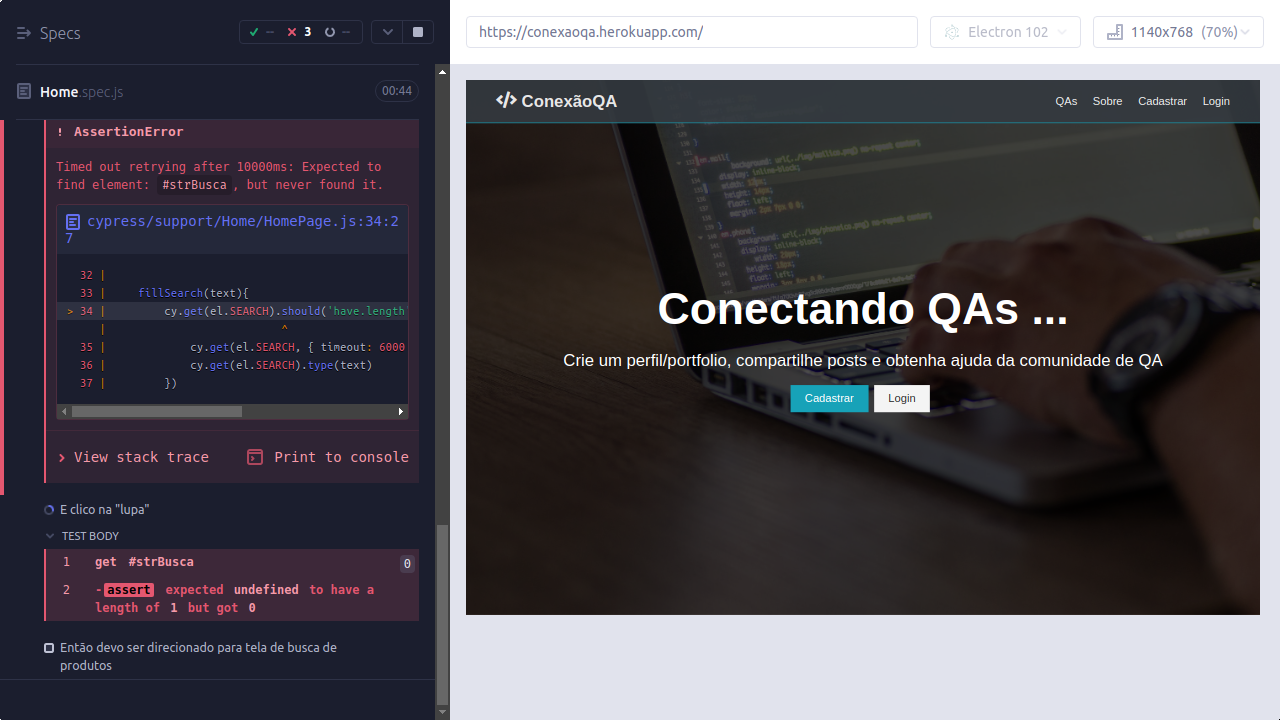 Specs
-- 3 --
Home.spec.js
00:44
! AssertionError
Timed out retrying after 10000ms: Expected to
find element: #strBusca, but never found it.
cypress/support/Home/HomePage.js:34:2
7
32 |
33 | fillSearch(text){
> 34 | cy.get(el.SEARCH).should('have.length'
| ^
35 | cy.get(el.SEARCH, { timeout: 6000
36 | cy.get(el.SEARCH).type(text)
37 | })
View stack trace
Print to console
E clico na "lupa"
TEST BODY
1 get #strBusca 0
2 -assert expected undefined to have a
length of 1 but got 0
Então devo ser direcionado para tela de busca de
produtos
https://conexaoqa.herokuapp.com/
Electron 102
1140x768 (70%)
ConexãoQA
QAs Sobre Cadastrar Login
Conectando QAs ...
Crie um perfil/portfolio, compartilhe posts e obtenha ajuda da comunidade de QA
Cadastrar Login